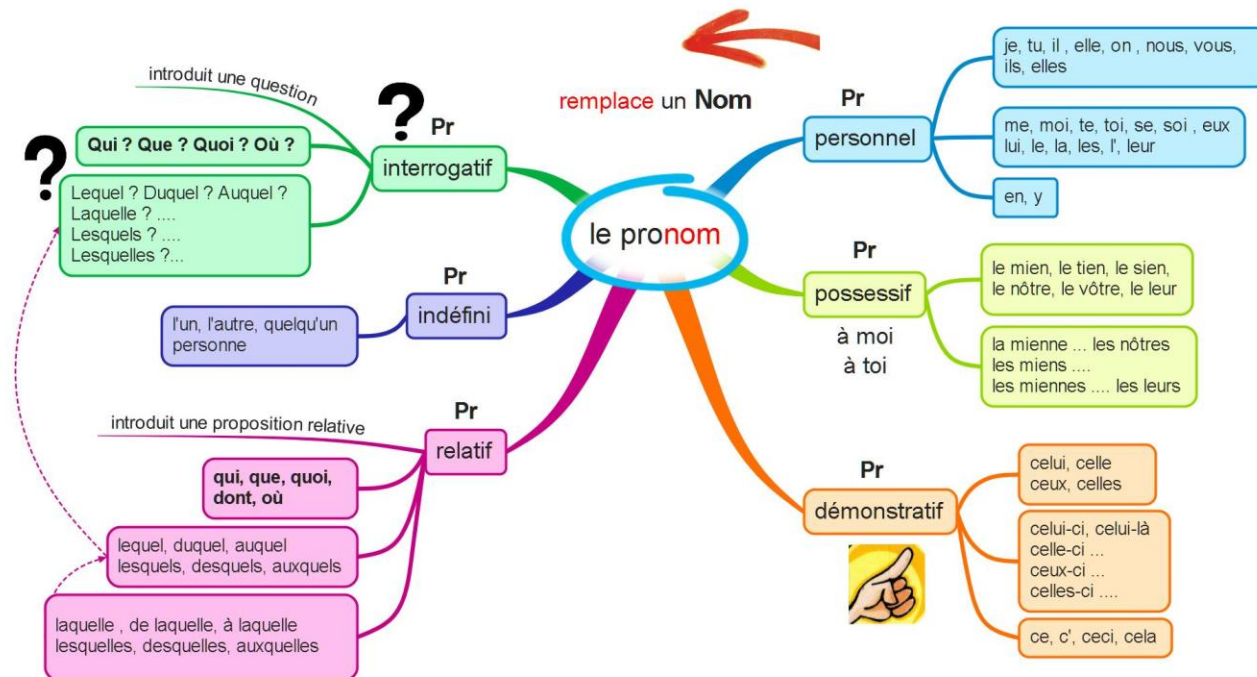 remplace un Nom
le pronom
Pr
personnel
je, tu, il , elle, on , nous, vous,
ils, elles
me, moi, te, toi, se, soi , eux
lui, le, la, les, l', leur
en, y
Pr
possessif
à moi
à toi
le mien, le tien, le sien,
le nôtre, le vôtre, le leur
la mienne ... les nôtres
les miens ....
les miennes .... les leurs
Pr
démonstratif
celui, celle
ceux, celles
celui-ci, celui-là
celle-ci ...
ceux-ci ...
celles-ci ....
ce, c', ceci, cela
?
Pr
interrogatif
introduit une question
?
Qui ? Que ? Quoi ? Où ?
Lequel ? Duquel ? Auquel ?
Laquelle ? ....
Lesquels ? ....
Lesquelles ?...
Pr
indéfini
l'un, l'autre, quelqu'un
personne
Pr
relatif
introduit une proposition relative
qui, que, quoi,
dont, où
lequel, duquel, auquel
lesquels, desquels, auxquels
laquelle , de laquelle, à laquelle
lesquelles, desquelles, auxquelles